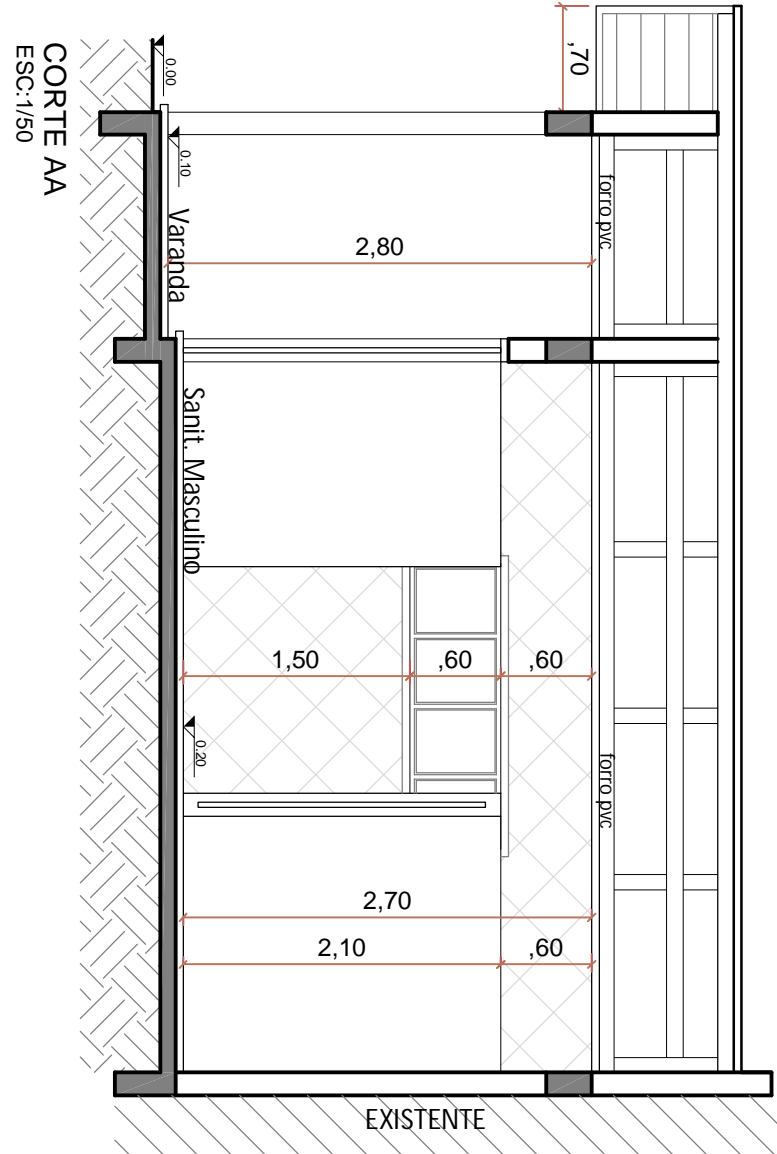 ,70
0.00
0.10
forro pvc
2,80
Varanda
Sanit. Masculino
1,50
,60
,60
0.20
forro pvc
2,70
2,10
,60
EXISTENTE
CORTE AA
ESC:1/50